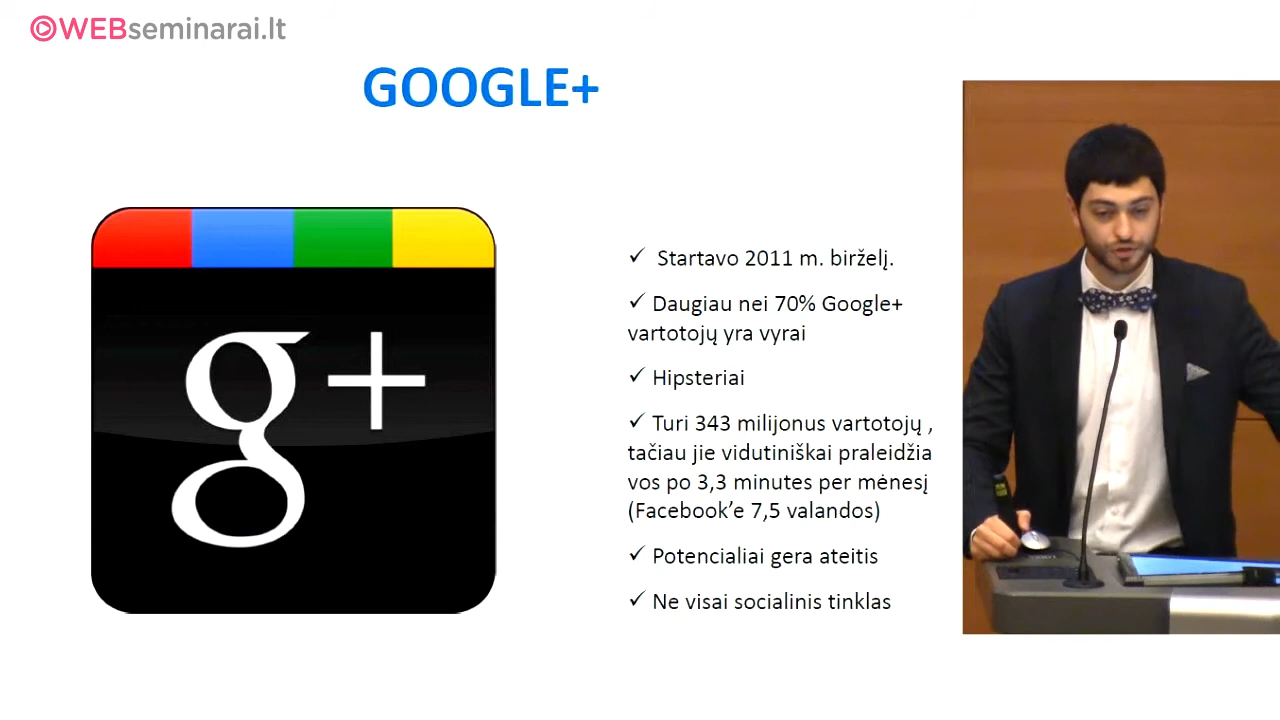 WEBseminarai.lt
GOOGLE+
g+
✓ Startavo 2011 m. birželį.
✓ Daugiau nei 70% Google+
vartotojų yra vyrai
✓ Hipsteriai
✓ Turi 343 milijonus vartotojų ,
tačiau jie vidutiniškai praleidžia
vos po 3,3 minutes per mėnesį
(Facebook’e 7,5 valandos)
✓ Potencialiai gera ateitis
✓ Ne visai socialinis tinklas